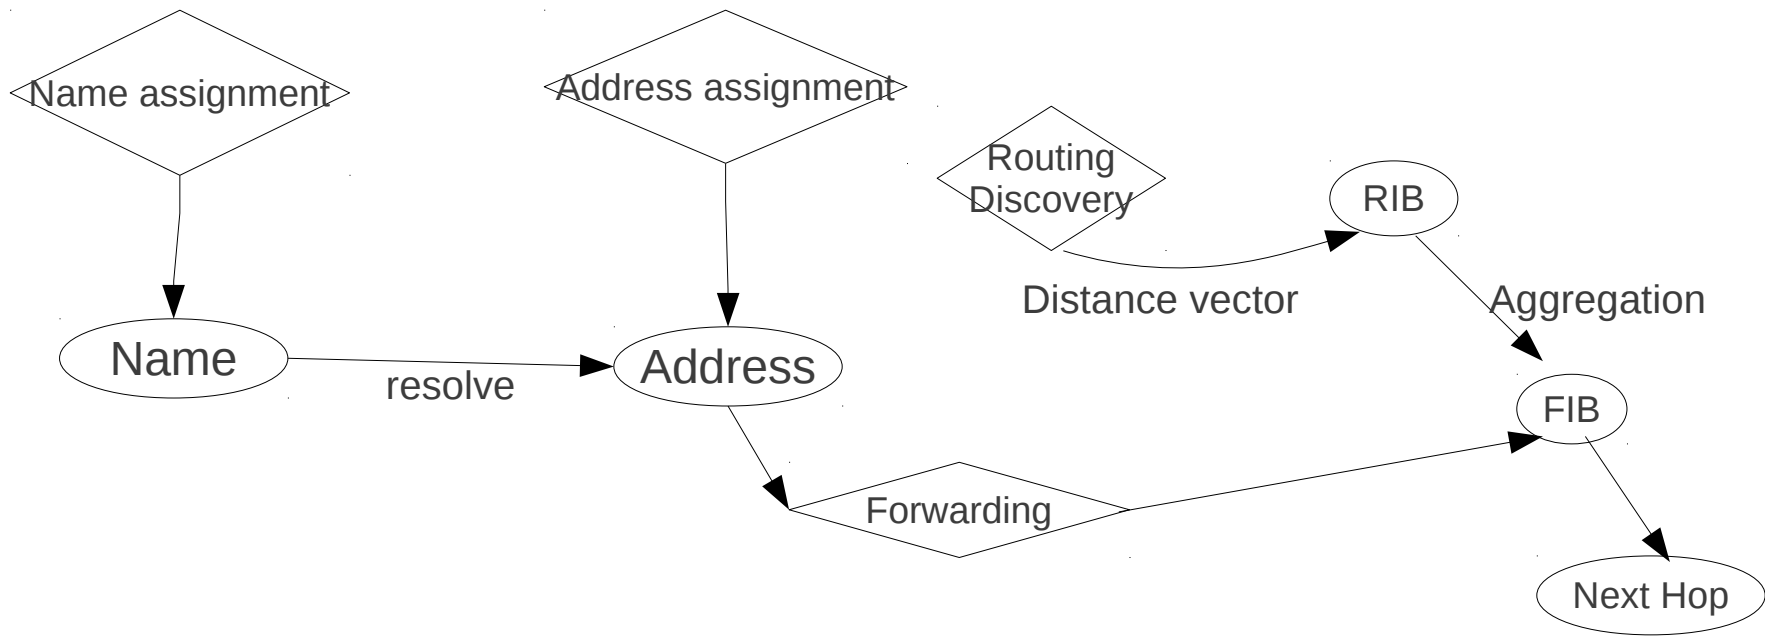 Name assignment
Address assignment
Routing
Discovery
RIB
Distance vector
Aggregation
Name
resolve
Address
FIB
Forwarding
Next Hop